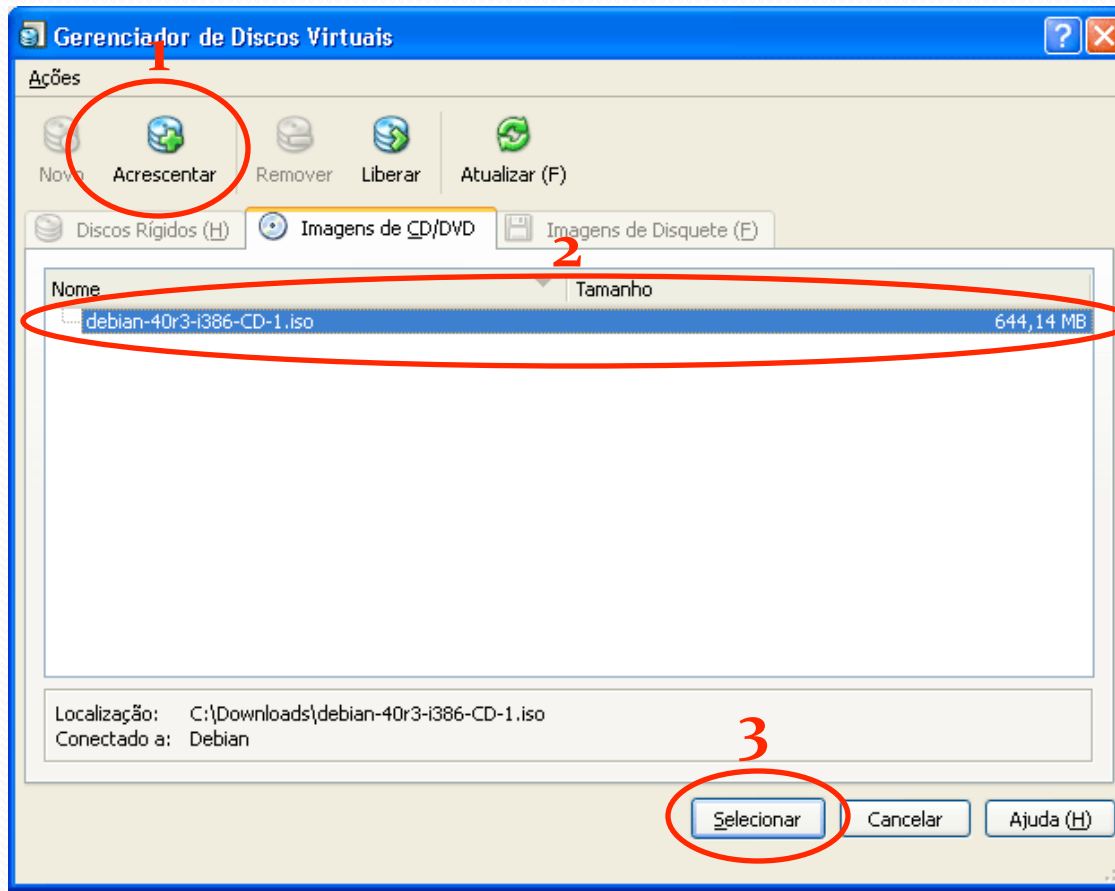 Gerenciador de Discos Virtuais
1
Ações
Novo Acrescentar Remover Liberar Atualizar (F)
Discos Rígidos (H) Imagens de CD/DVD Imagens de Disquete (F)
2
Nome Tamanho
debian-40r3-i386-CD-1.iso 644,14 MB
Localização: C:\Downloads\debian-40r3-i386-CD-1.iso
Conectado a: Debian
3
Selecionar Cancelar Ajuda (H)